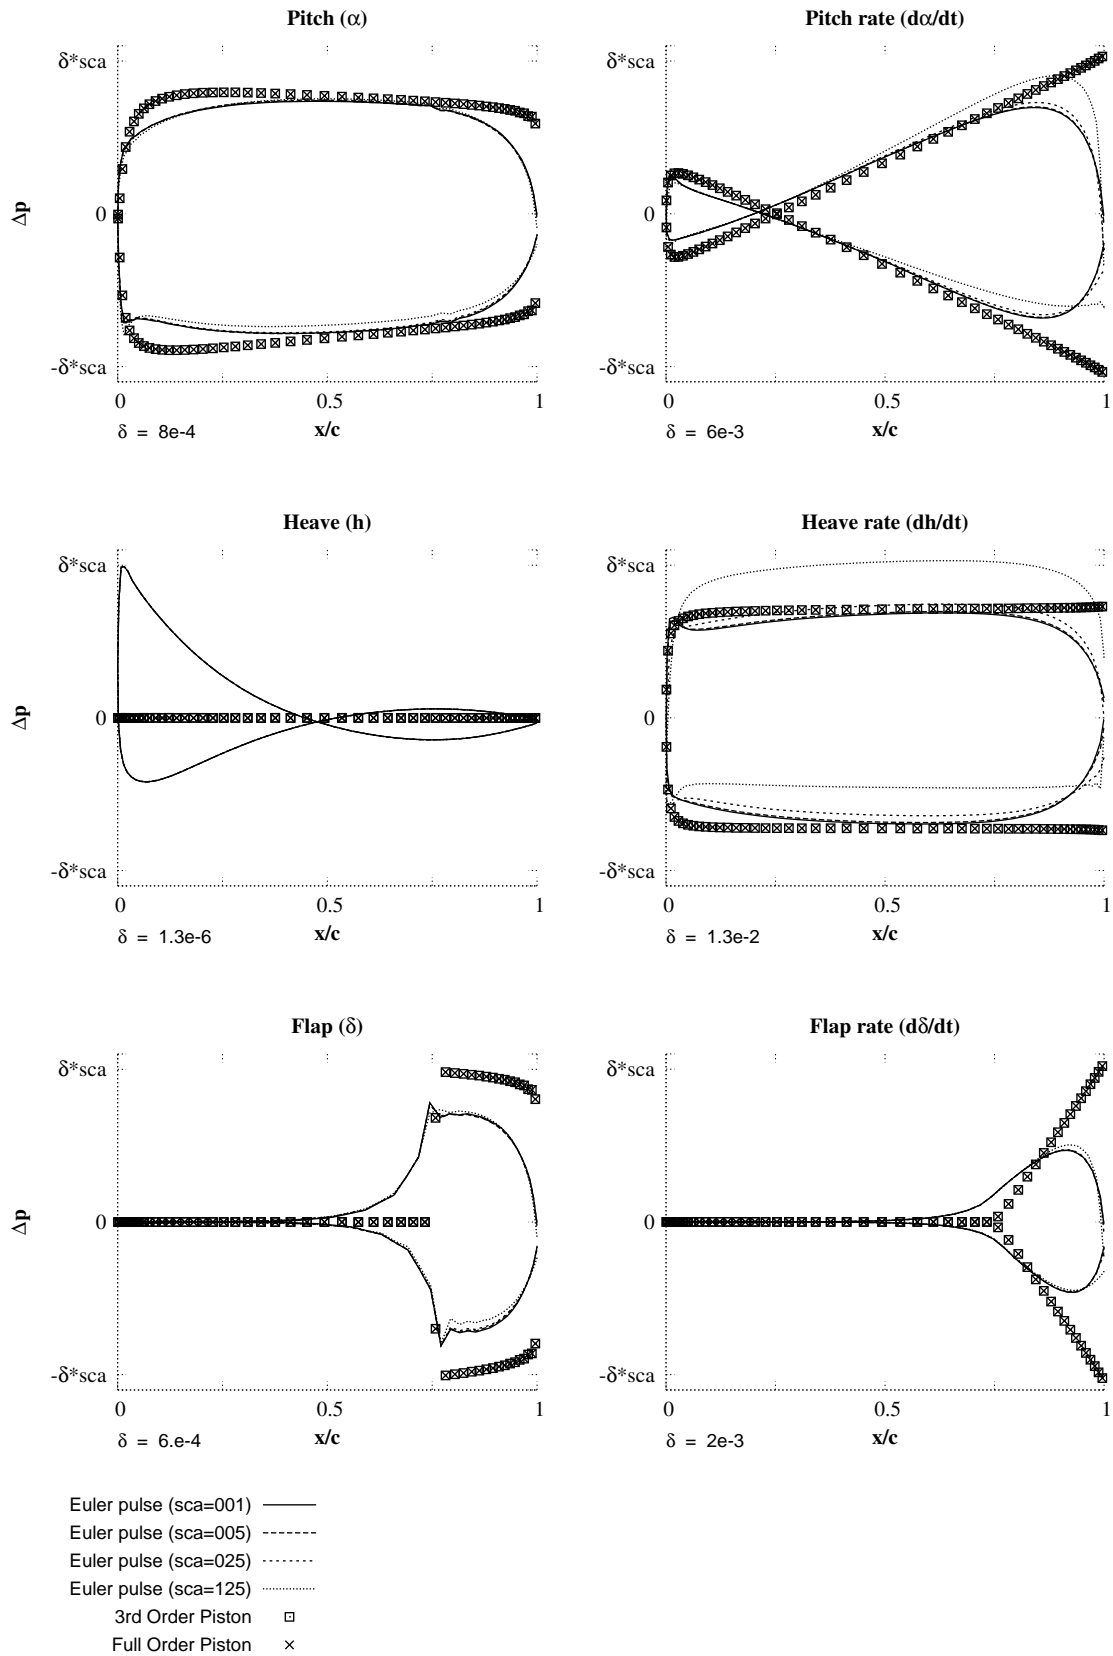 Pitch (α)
Pitch rate (dα/dt)
δ*sca
0
-δ*sca
Δp
0 0.5 1
δ = 8e-4
x/c
δ*sca
0
-δ*sca
0 0.5 1
δ = 6e-3
x/c
Heave (h)
Heave rate (dh/dt)
δ*sca
0
-δ*sca
Δp
0 0.5 1
δ = 1.3e-6
x/c
δ*sca
0
-δ*sca
0 0.5 1
δ = 1.3e-2
x/c
Flap (δ)
Flap rate (dδ/dt)
δ*sca
0
-δ*sca
Δp
0 0.5 1
δ = 6.e-4
x/c
δ*sca
0
-δ*sca
0 0.5 1
δ = 2e-3
x/c
Euler pulse (sca=001)
Euler pulse (sca=005)
Euler pulse (sca=025)
Euler pulse (sca=125)
3rd Order Piston
Full Order Piston